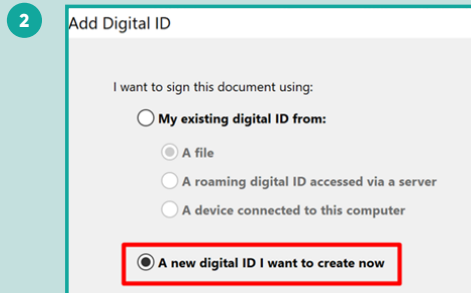 2
Add Digital ID
I want to sign this document using:
My existing digital ID from:
A file
A roaming digital ID accessed via a server
A device connected to this computer
A new digital ID I want to create now